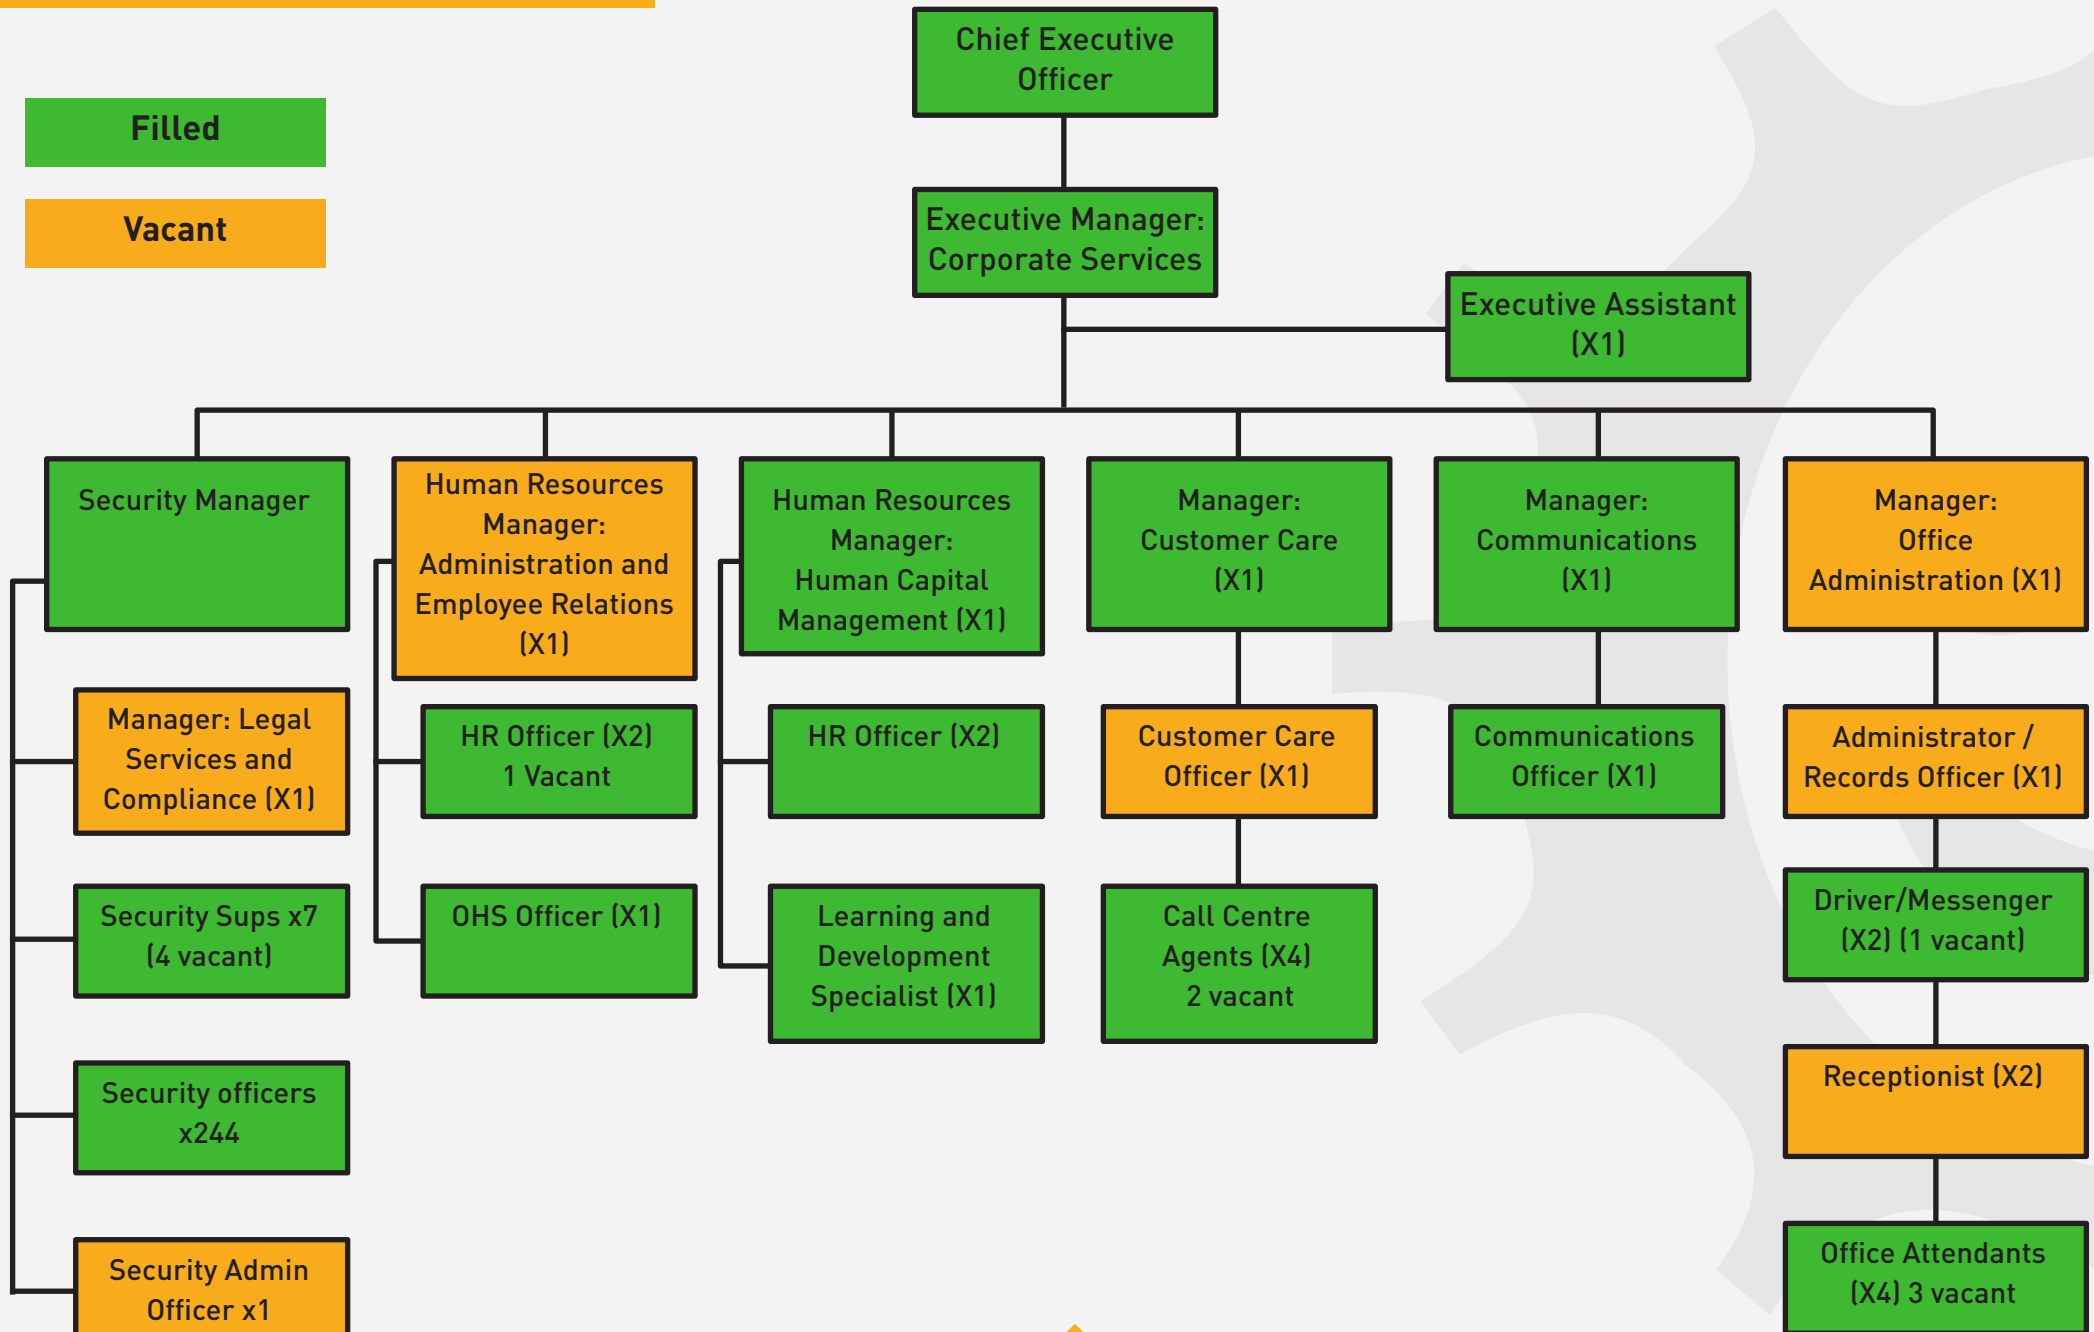 Filled
Vacant
Chief Executive
Officer
Executive Manager:
Corporate Services
Executive Assistant
(X1)
Security Manager
Human Resources
Manager:
Administration and
Employee Relations
(X1)
Human Resources
Manager:
Human Capital
Management (X1)
Manager:
Customer Care
(X1)
Manager:
Communications
(X1)
Manager:
Office
Administration (X1)
Manager: Legal
Services and
Compliance (X1)
HR Officer (X2)
1 Vacant
HR Officer (X2)
Customer Care
Officer (X1)
Communications
Officer (X1)
Administrator /
Records Officer (X1)
Security Sups x7
(4 vacant)
OHS Officer (X1)
Learning and
Development
Specialist (X1)
Call Centre
Agents (X4)
2 vacant
Driver/Messenger
(X2) (1 vacant)
Security officers
x244
Receptionist (X2)
Security Admin
Officer x1
Office Attendants
(X4) 3 vacant